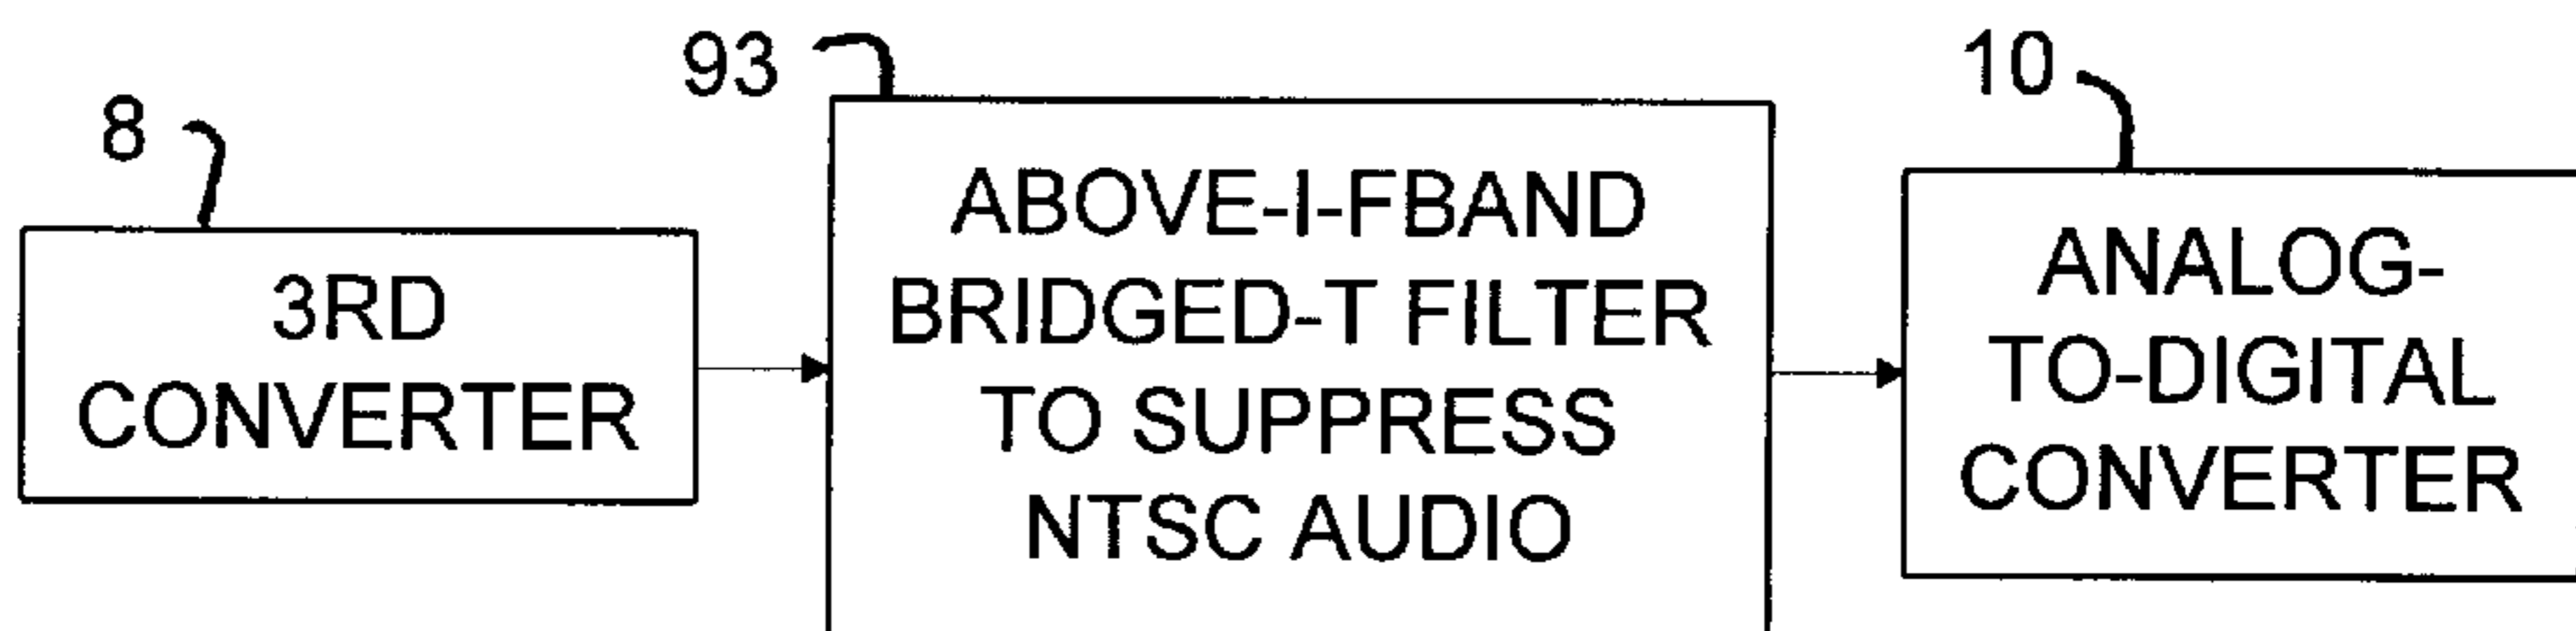 8
3RD
CONVERTER
93
ABOVE-I-FBAND
BRIDGED-T FILTER
TO SUPPRESS
NTSC AUDIO
10
ANALOG-
TO-DIGITAL
CONVERTER